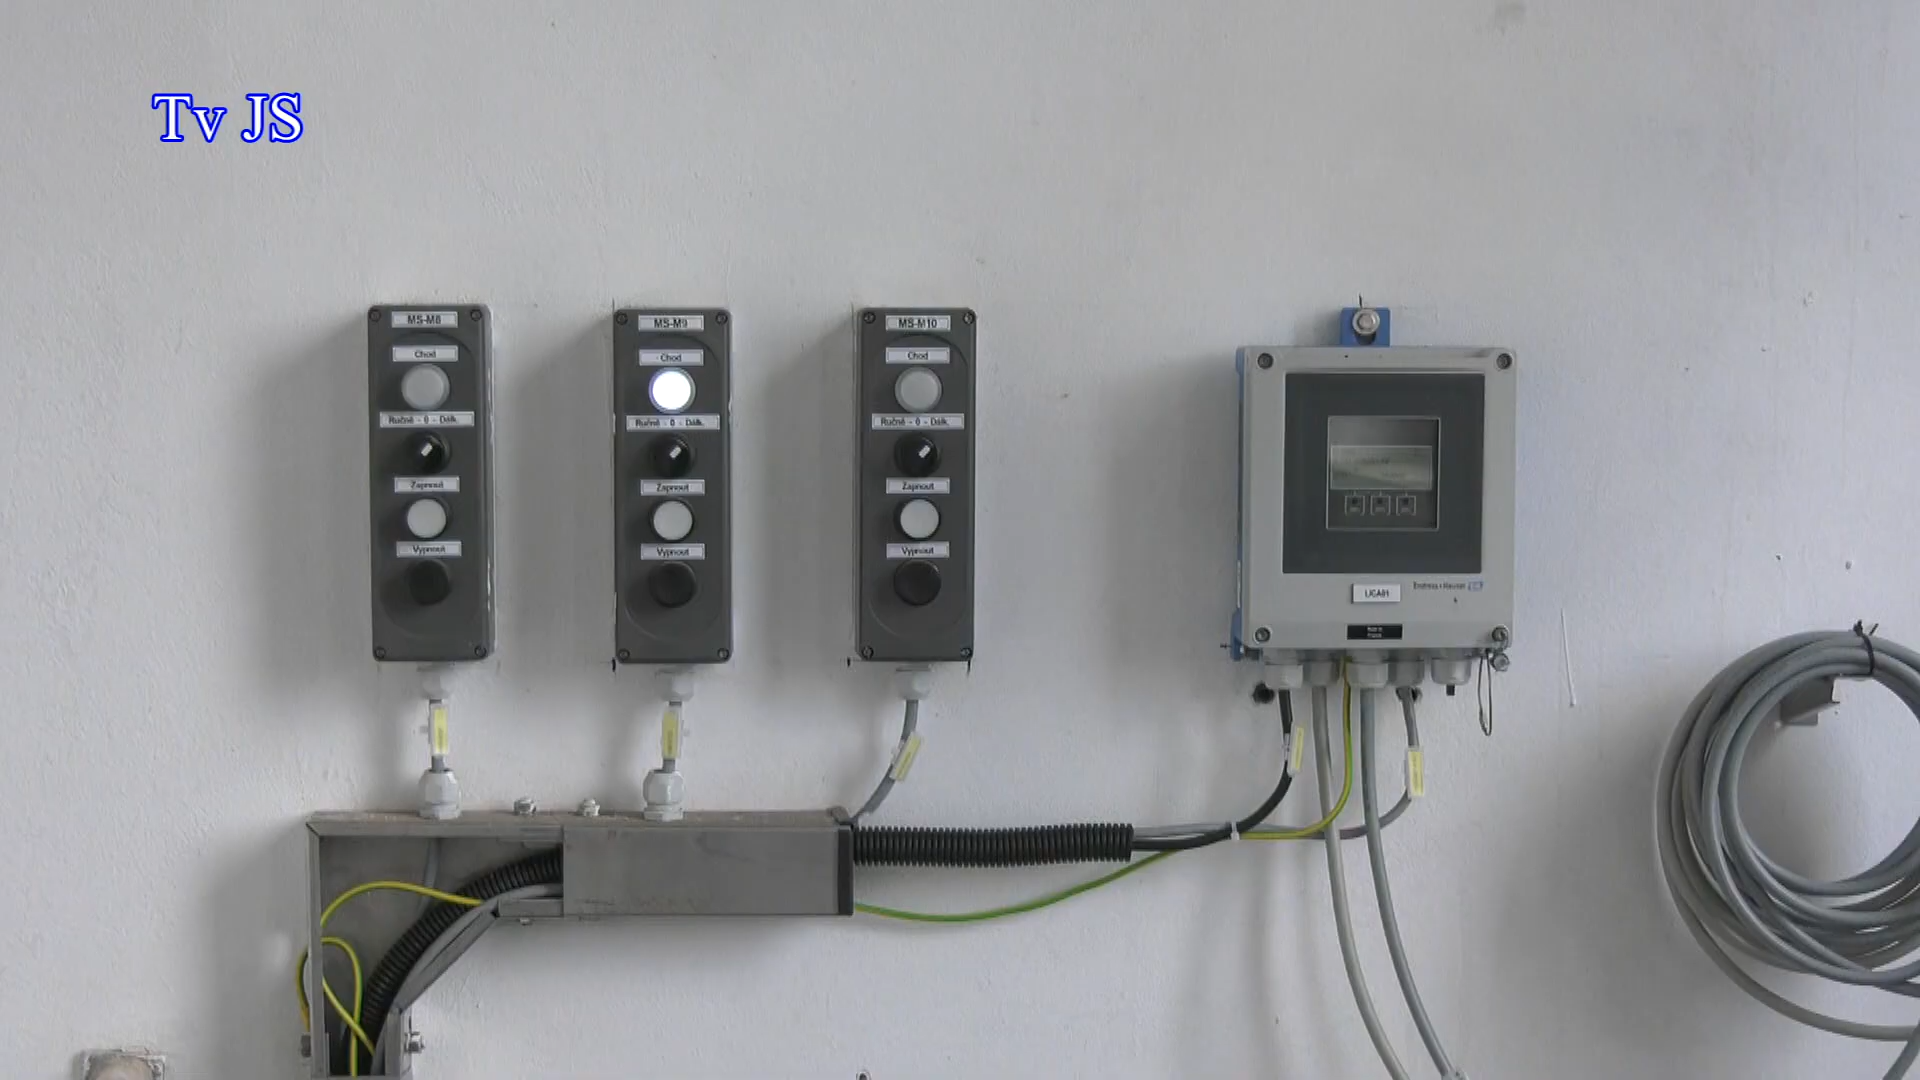 Tv JS
MS-M8
Chod
Ručně - 0 - Dálk.
Zapnout
Vypnout
MS-M9
Chod
Ručně - 0 - Dálk.
Zapnout
Vypnout
MS-M10
Chod
Ručně - 0 - Dálk.
Zapnout
Vypnout
Endress+Hauser